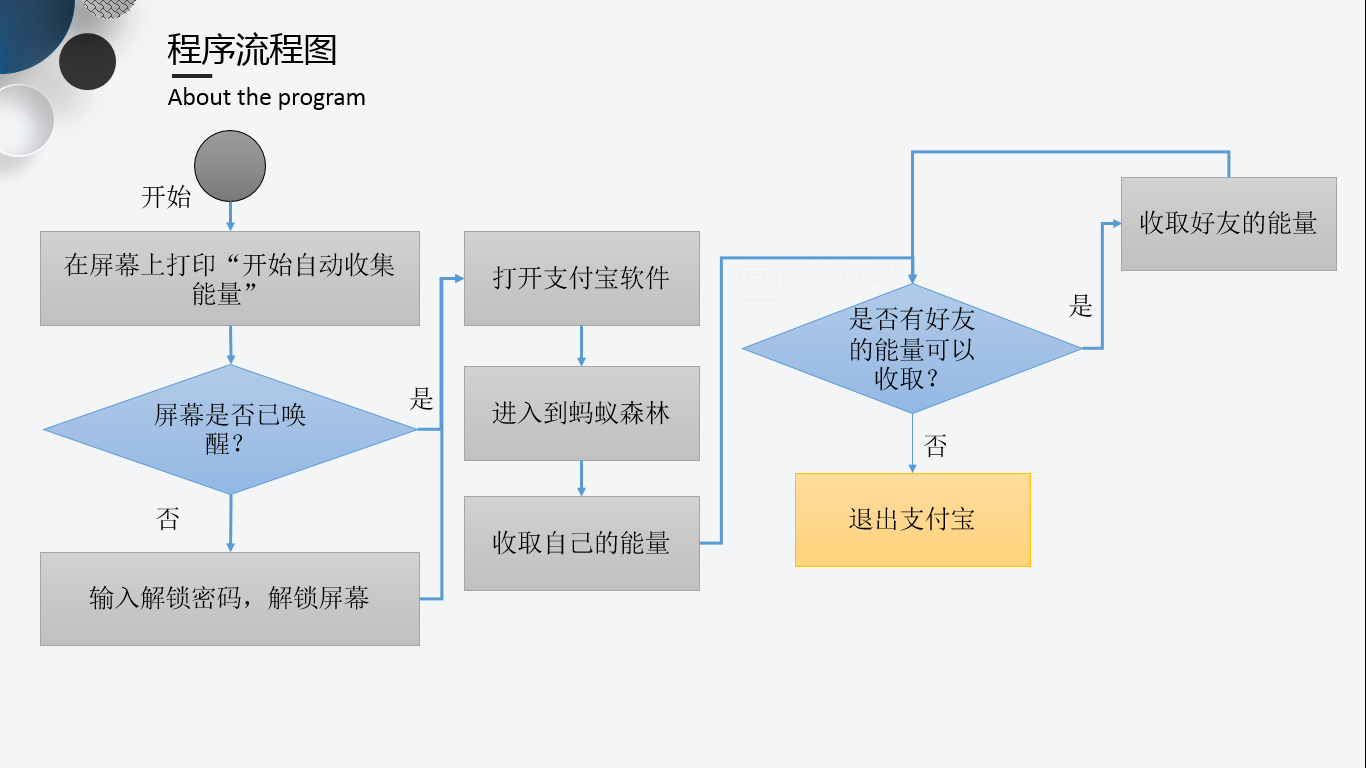 程序流程图
About the program
开始
在屏幕上打印“开始自动收集
能量”
屏幕是否已唤
醒？
是
否
输入解锁密码，解锁屏幕
打开支付宝软件
进入到蚂蚁森林
收取自己的能量
请输入标题
是否有好友
的能量可以
收取？
是
收取好友的能量
否
退出支付宝